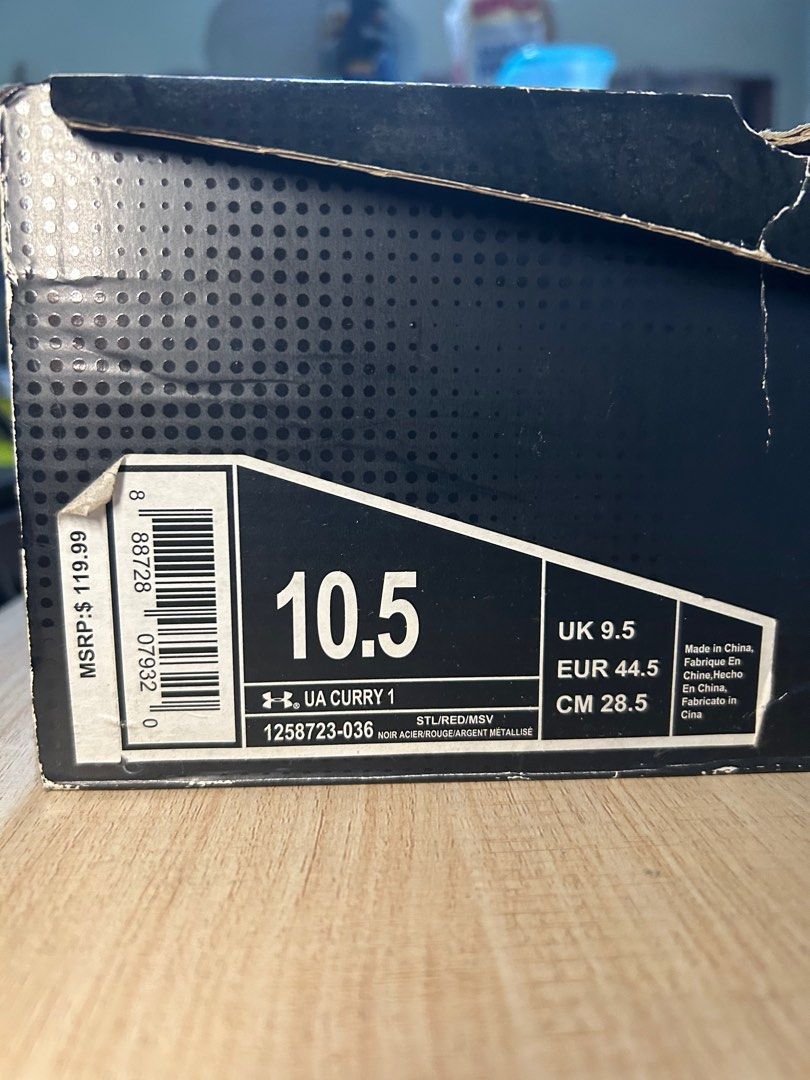 MSRP:$ 119.99
8 88728 07932 0
10.5
UA CURRY 1
1258723-036
STL/RED/MSV
NOIR ACIER/ROUGE/ARGENT MÉTALLISÉ
UK 9.5
EUR 44.5
CM 28.5
Made in China,
Fabrique En
Chine,Hecho
En China,
Fabricato in
Cina